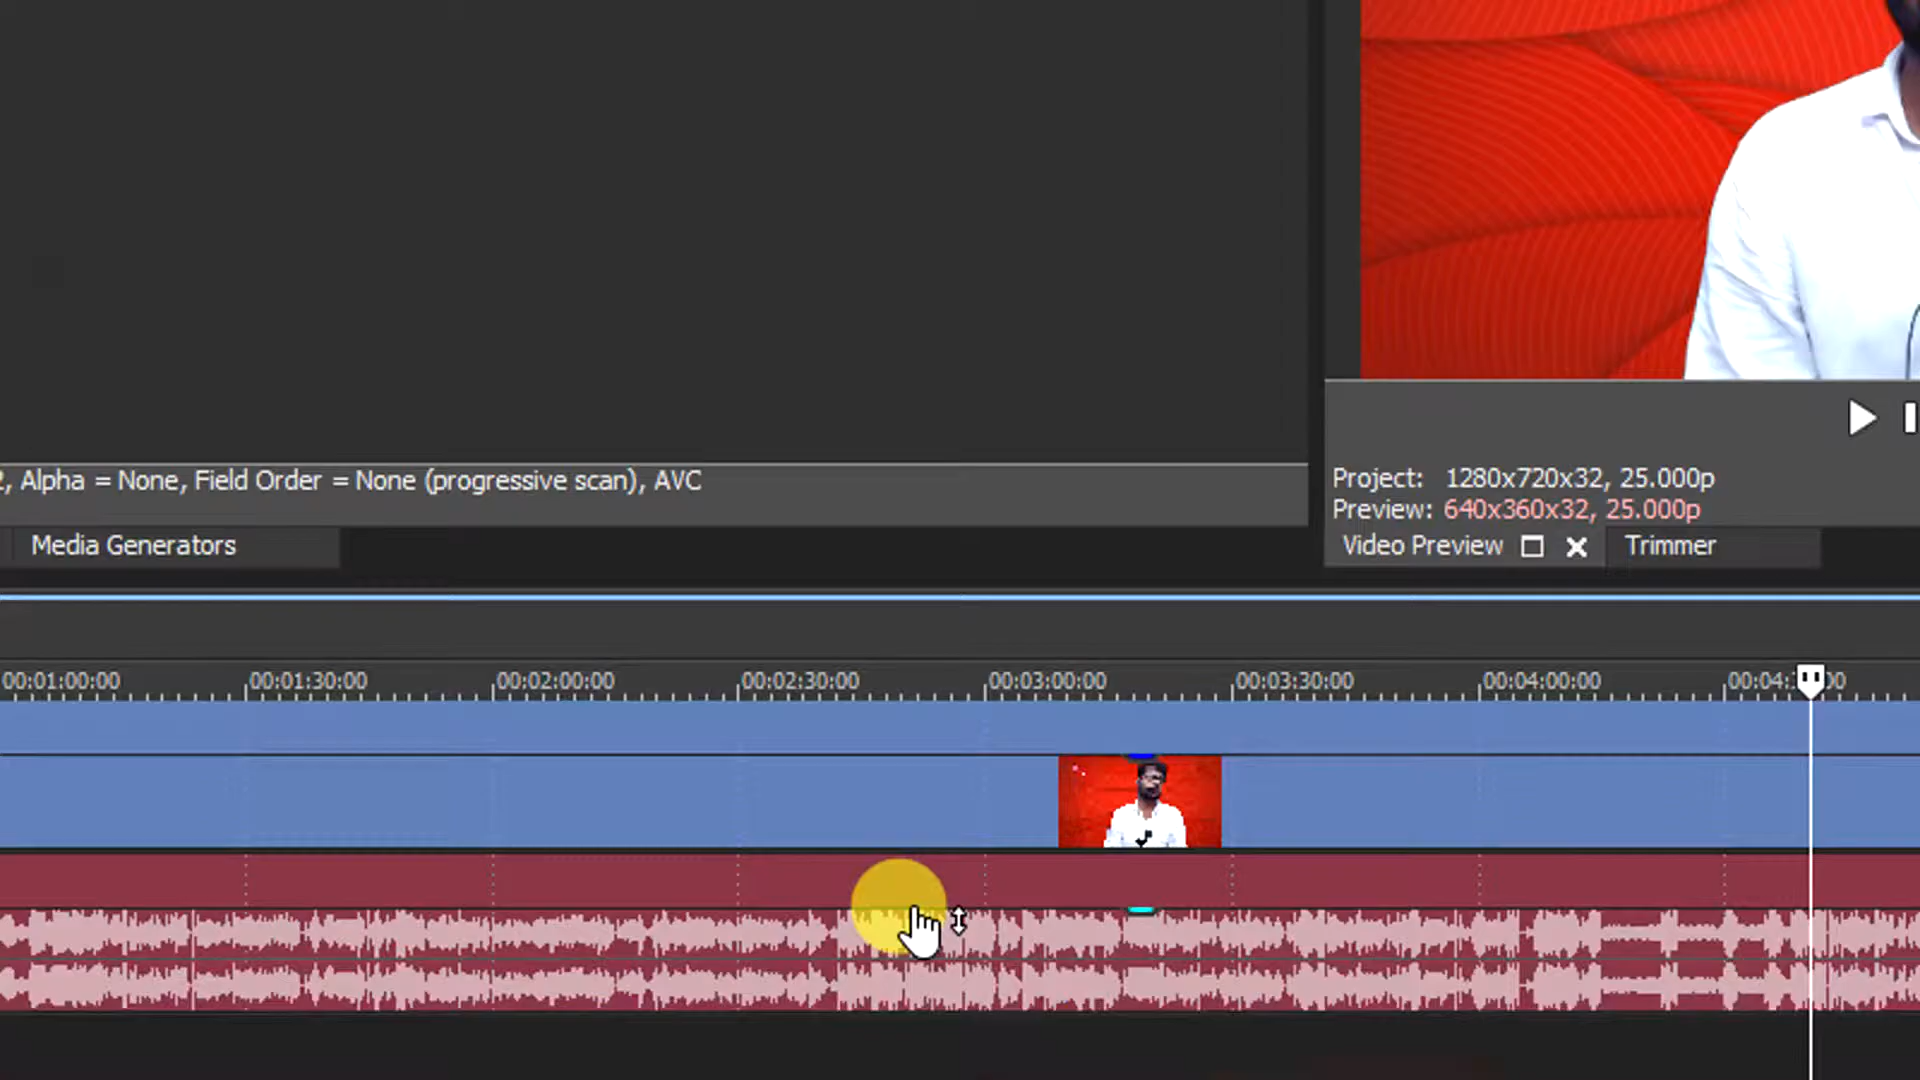 2, Alpha = None, Field Order = None (progressive scan), AVC
Project: 1280x720x32, 25.000p
Preview: 640x360x32, 25.000p
Media Generators
Video Preview
Trimmer
00:01:00:00 00:01:30:00 00:02:00:00 00:02:30:00 00:03:00:00 00:03:30:00 00:04:00:00 00:04: